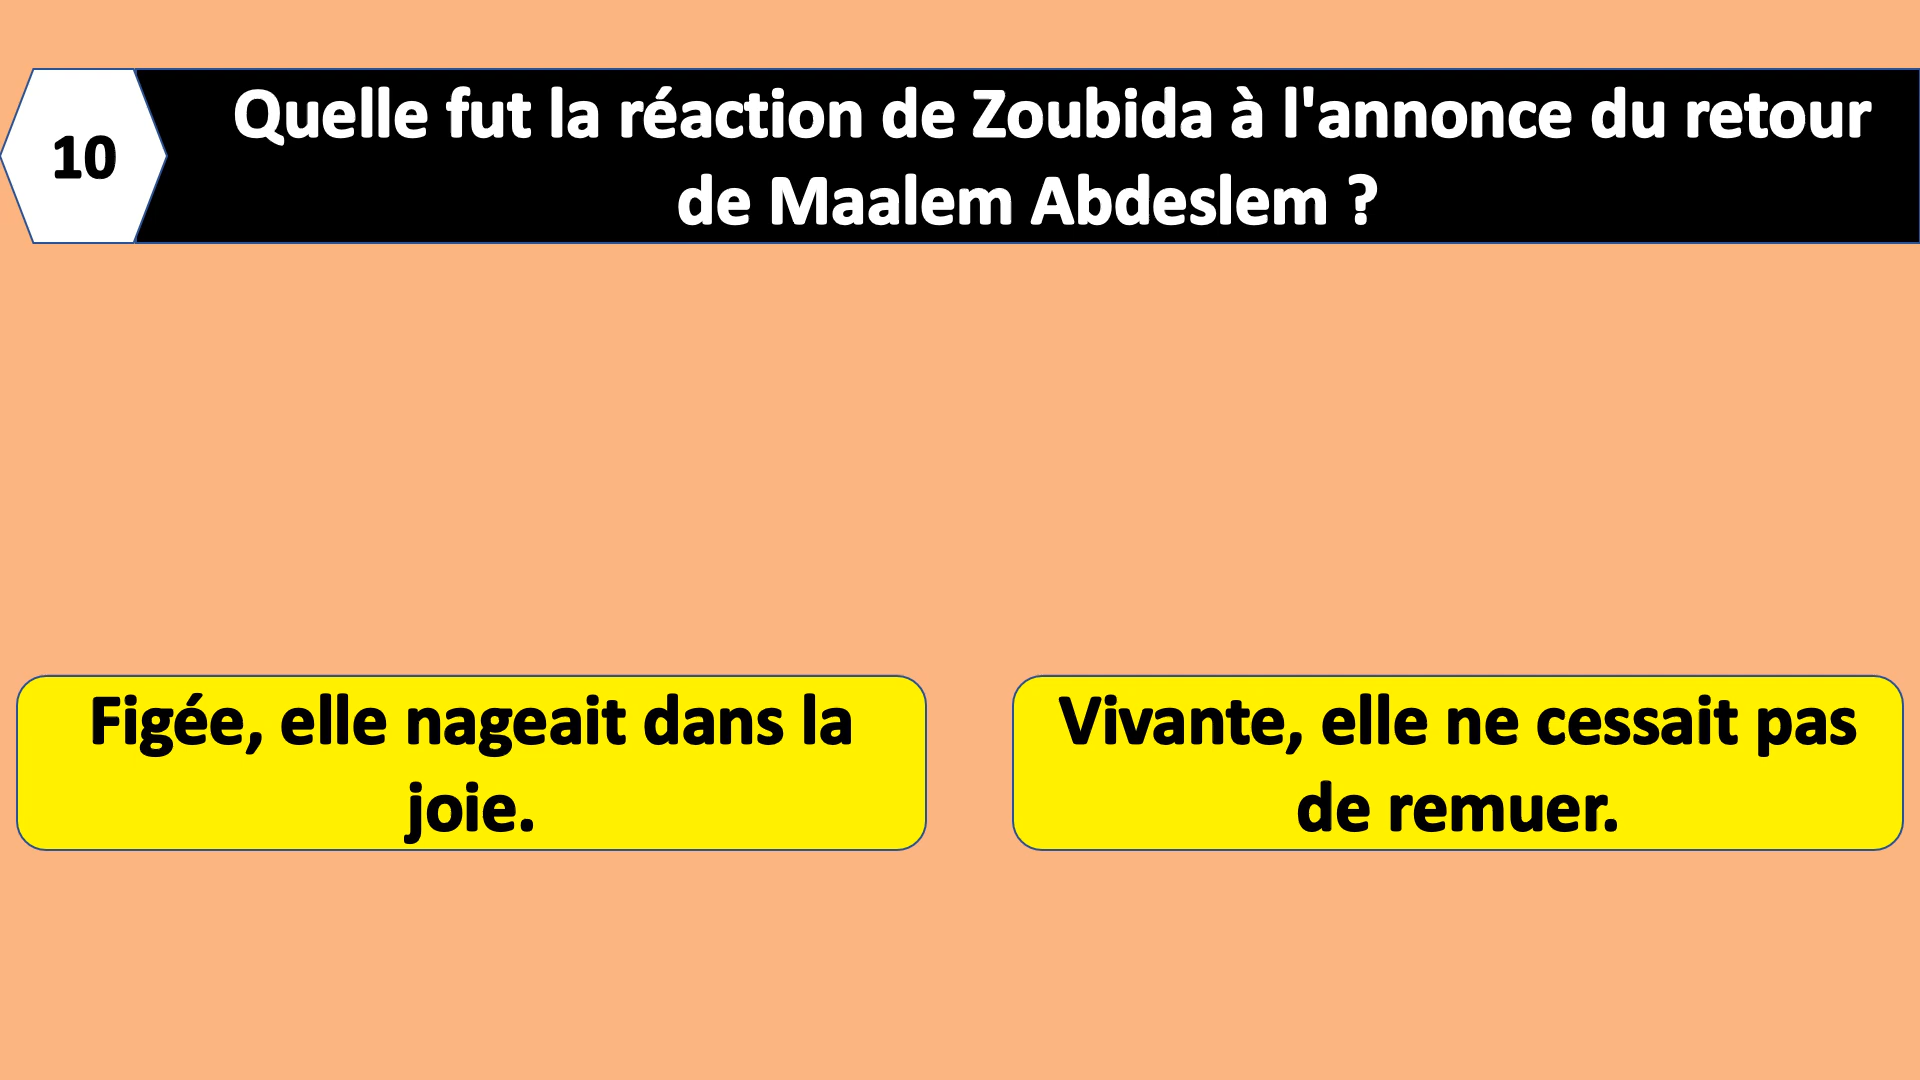 10
Quelle fut la réaction de Zoubida à l'annonce du retour
de Maalem Abdeslem ?
Figée, elle nageait dans la
joie.
Vivante, elle ne cessait pas
de remuer.